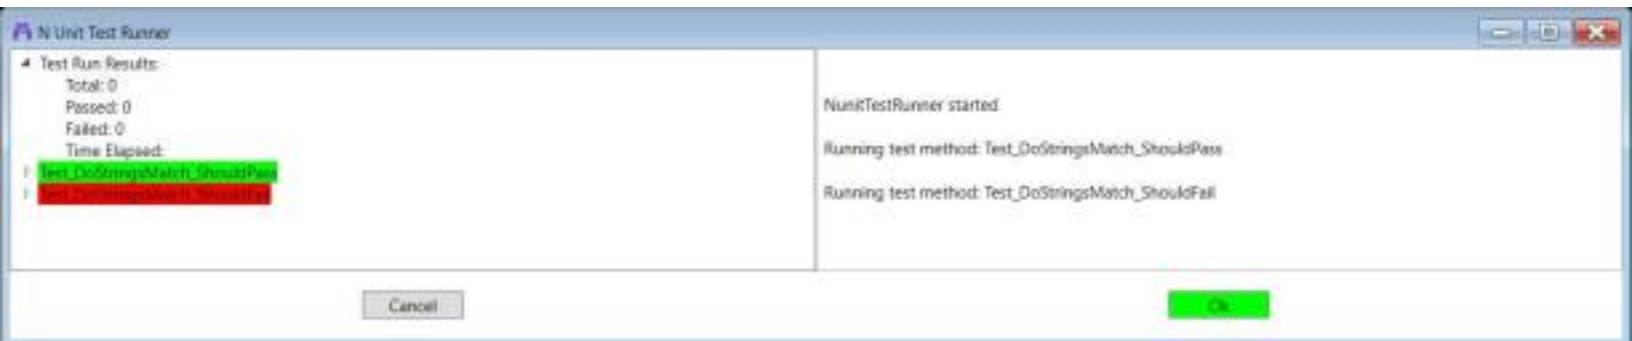 N Unit Test Runner
Test Run Results:
Total: 0
Passed: 0
Failed: 0
Time Elapsed:
Test_DoStringsMatch_ShouldPass
Test_DoStringsMatch_ShouldFail
NunitTestRunner started
Running test method: Test_DoStringsMatch_ShouldPass
Running test method: Test_DoStringsMatch_ShouldFail
Cancel
Ok